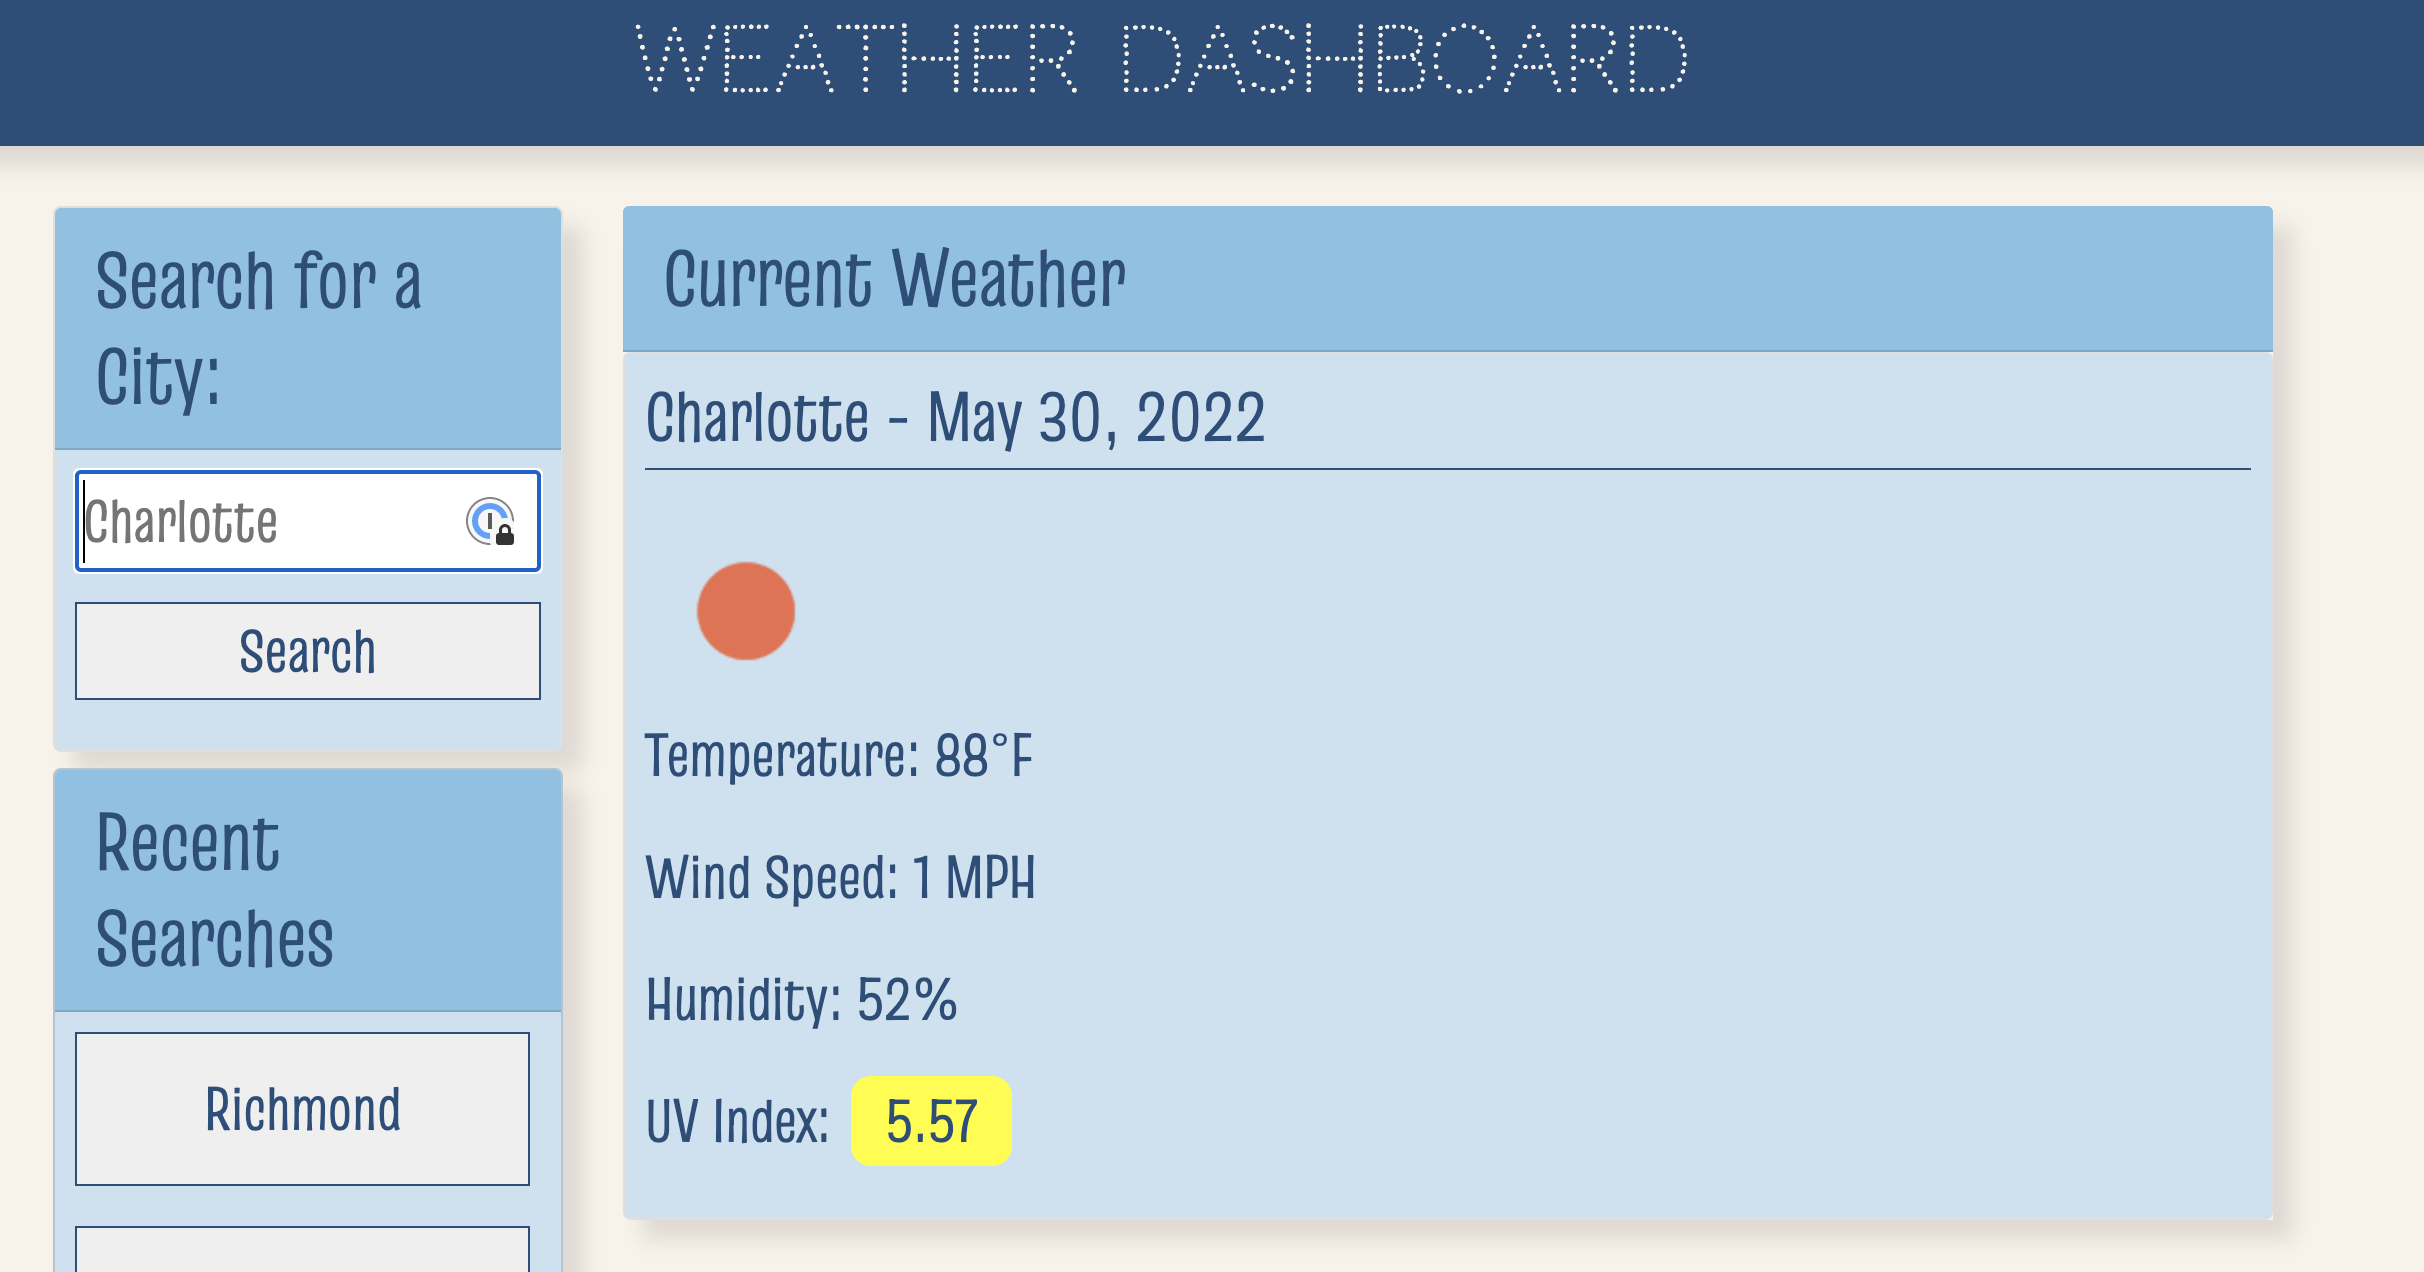 WEATHER DASHBOARD
Search for a
City:
Charlotte
Search
Recent
Searches
Richmond
Current Weather
Charlotte - May 30, 2022
Temperature: 88°F
Wind Speed: 1 MPH
Humidity: 52%
UV Index: 5.57